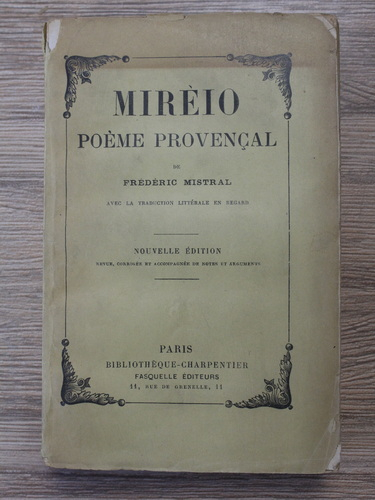 MIRÈIO
POÈME PROVENÇAL
DE
FRÉDÉRIC MISTRAL
AVEC LA TRADUCTION LITTÉRALE EN REGARD
NOUVELLE ÉDITION
REVUE, CORRIGÉE ET ACCOMPAGNÉE DE NOTES ET ARGUMENTS
PARIS
BIBLIOTHÈQUE-CHARPENTIER
FASQUELLE ÉDITEURS
11, RUE DE GRENELLE, 11